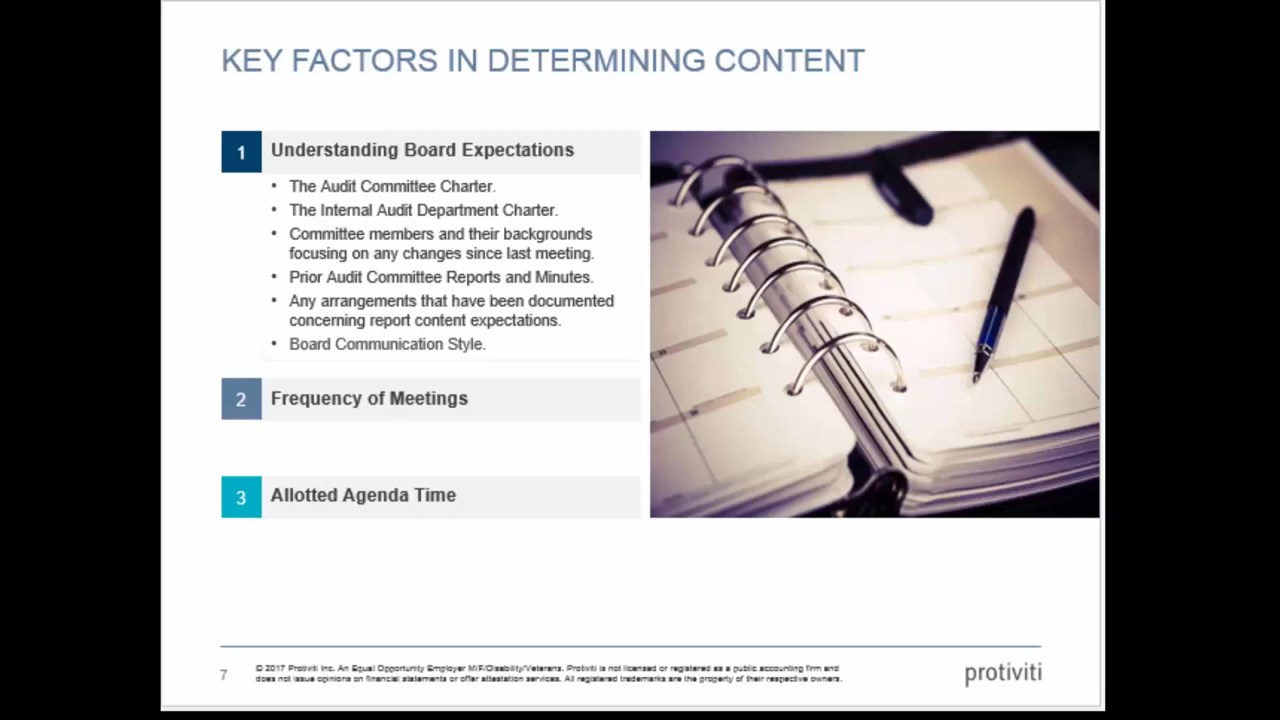 KEY FACTORS IN DETERMINING CONTENT
1 Understanding Board Expectations
• The Audit Committee Charter.
• The Internal Audit Department Charter.
• Committee members and their backgrounds
focusing on any changes since last meeting.
• Prior Audit Committee Reports and Minutes.
• Any arrangements that have been documented
concerning report content expectations.
• Board Communication Style.
2 Frequency of Meetings
3 Allotted Agenda Time
7
© 2017 Protiviti Inc. An Equal Opportunity Employer M/F/Disability/Veterans. Protiviti is not licensed or registered as a public accounting firm and
does not issue opinions on financial statements or offer attestation services. All registered trademarks are the property of their respective owners.
protiviti